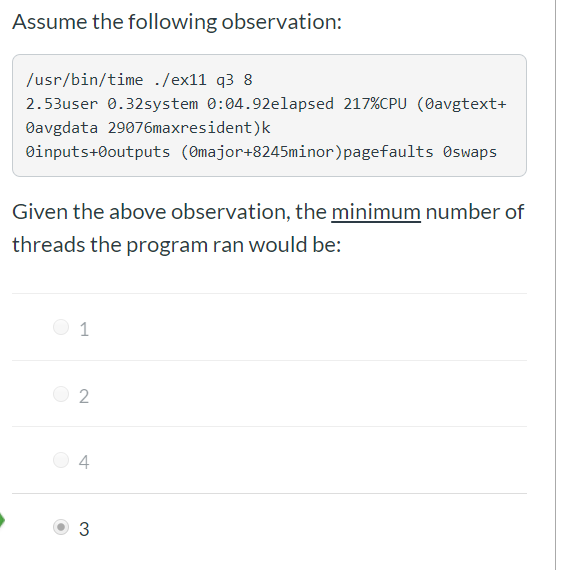 Assume the following observation:
/usr/bin/time ./ex11 q3 8
2.53user 0.32system 0:04.92elapsed 217%CPU (0avgtext+
0avgdata 29076maxresident)k
0inputs+0outputs (0major+8245minor)pagefaults 0swaps
Given the above observation, the minimum number of
threads the program ran would be:
1
2
4
3